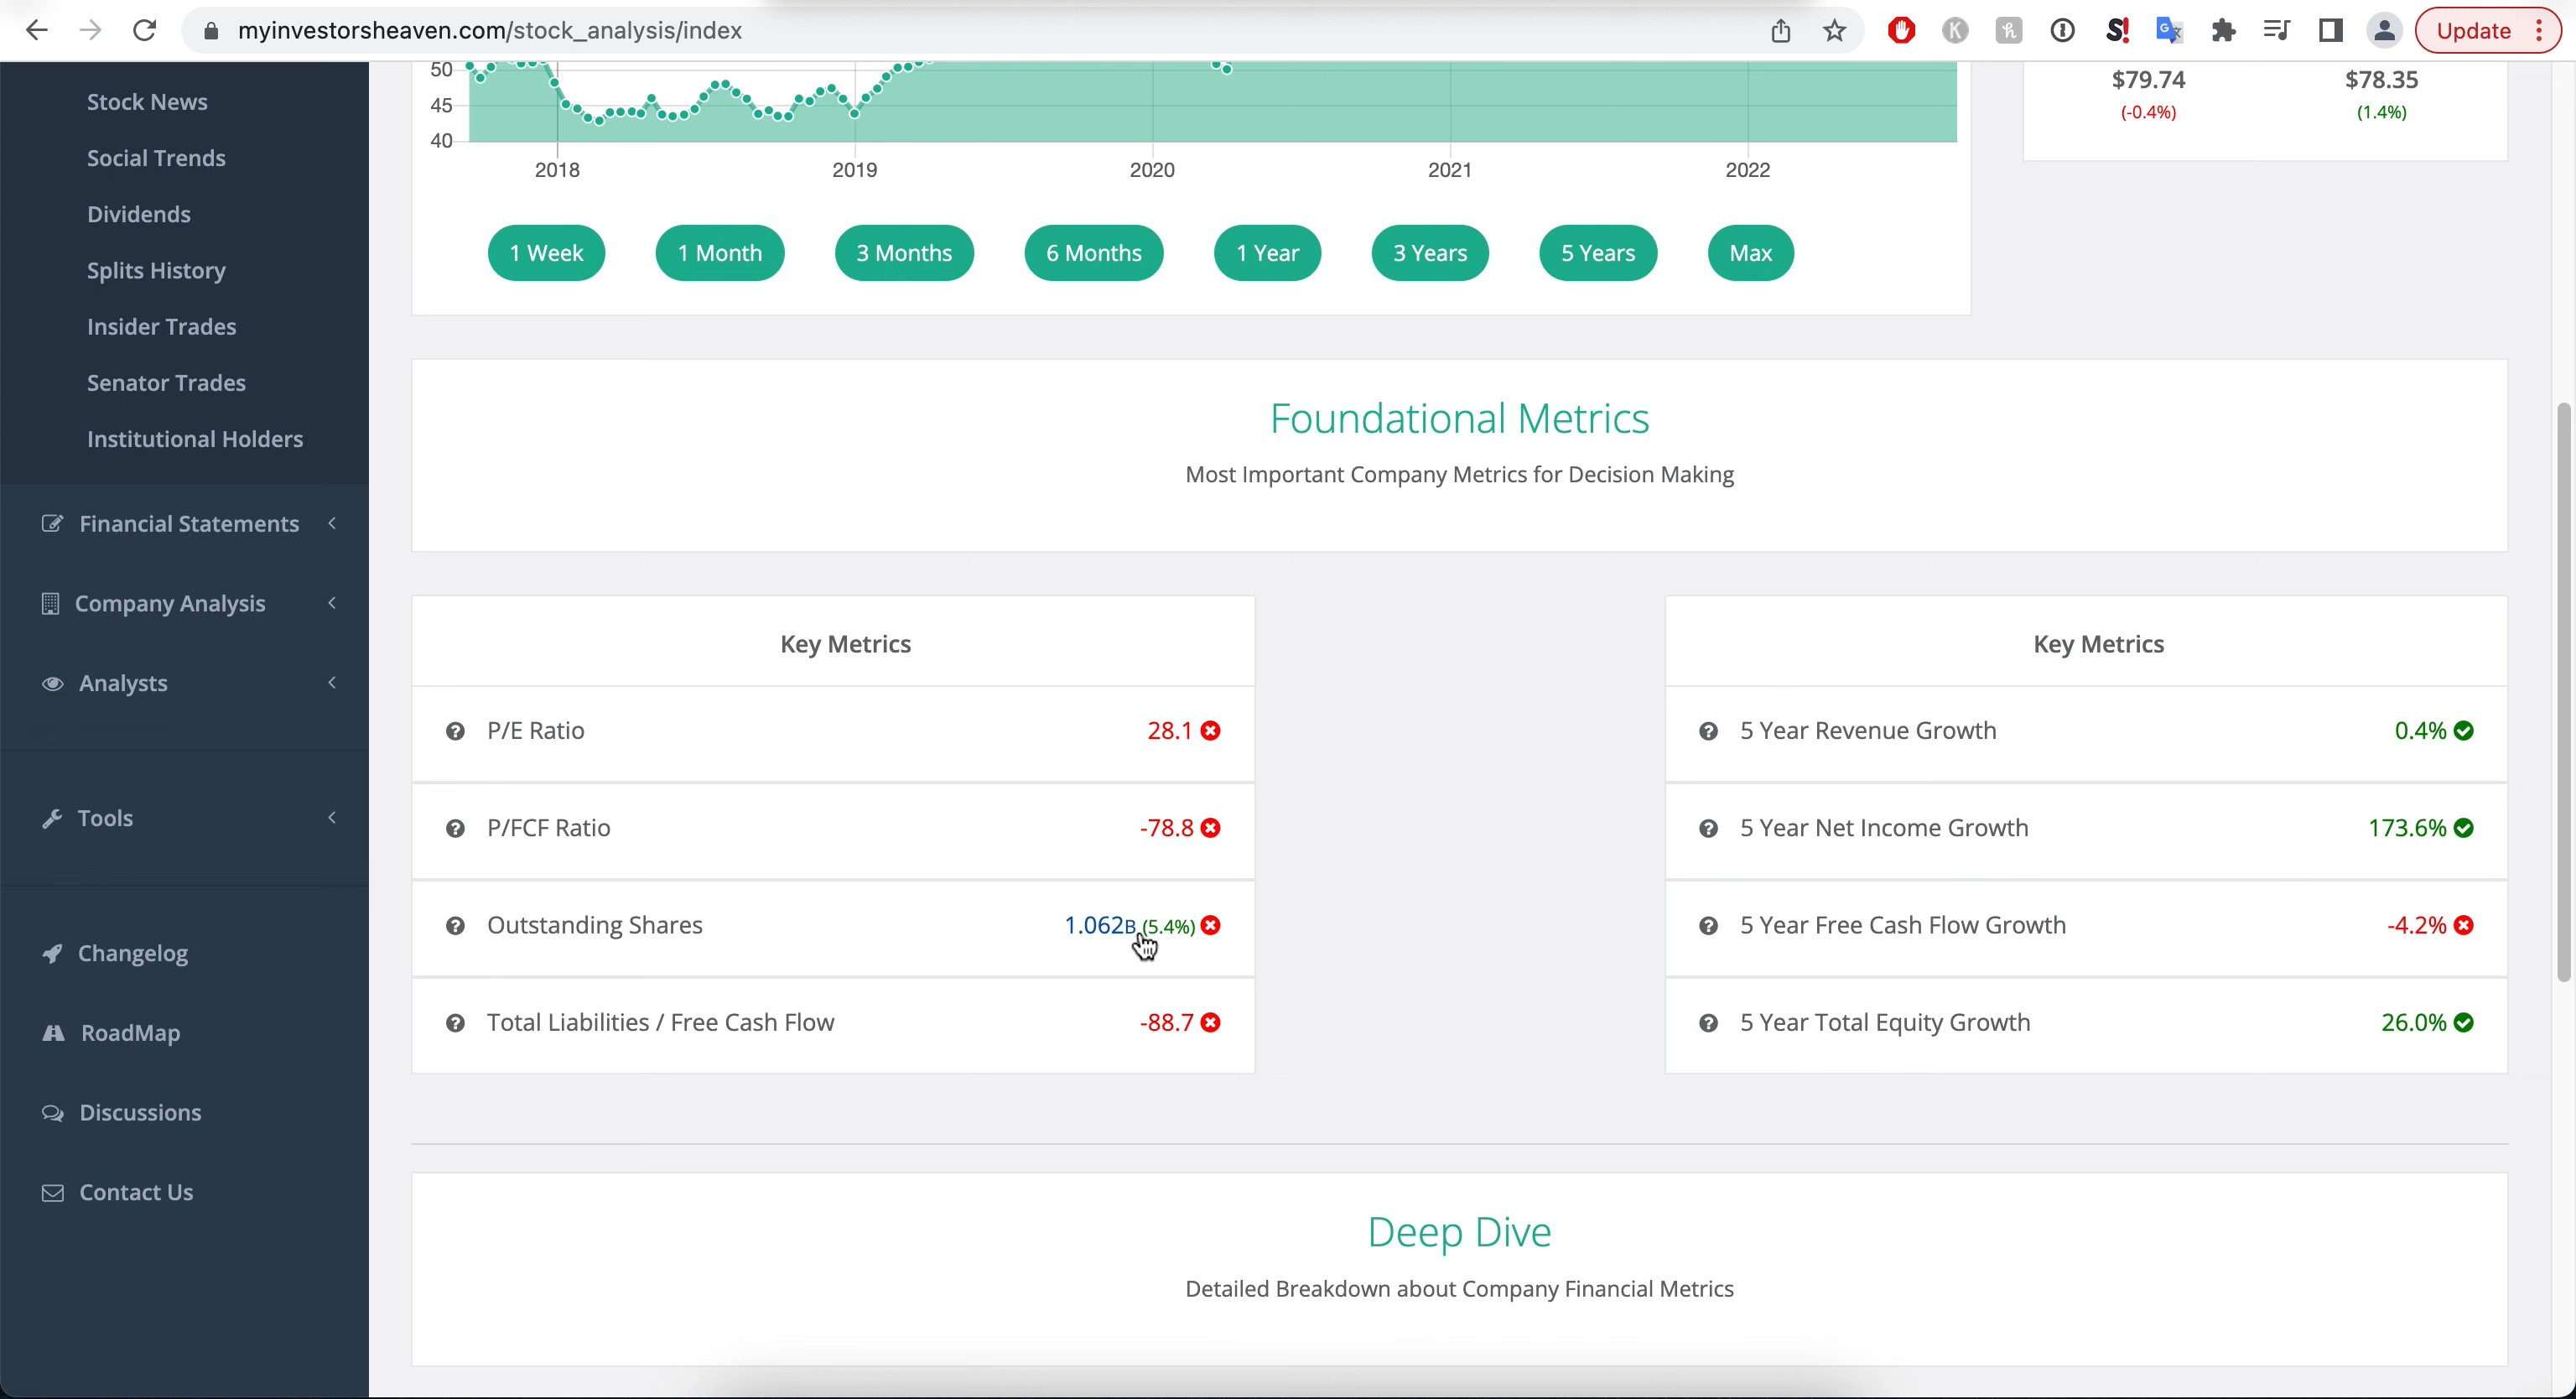 myinvestorsheaven.com/stock_analysis/index
Update
Stock News
Social Trends
Dividends
Splits History
Insider Trades
Senator Trades
Institutional Holders
Financial Statements
Company Analysis
Analysts
Tools
Changelog
RoadMap
Discussions
Contact Us
50
45
40
2018 2019 2020 2021 2022
$79.74 $78.35
(-0.4%) (1.4%)
1 Week 1 Month 3 Months 6 Months 1 Year 3 Years 5 Years Max
Foundational Metrics
Most Important Company Metrics for Decision Making
Key Metrics
P/E Ratio 28.1
P/FCF Ratio -78.8
Outstanding Shares 1.062B (5.4%)
Total Liabilities / Free Cash Flow -88.7
Key Metrics
5 Year Revenue Growth 0.4%
5 Year Net Income Growth 173.6%
5 Year Free Cash Flow Growth -4.2%
5 Year Total Equity Growth 26.0%
Deep Dive
Detailed Breakdown about Company Financial Metrics